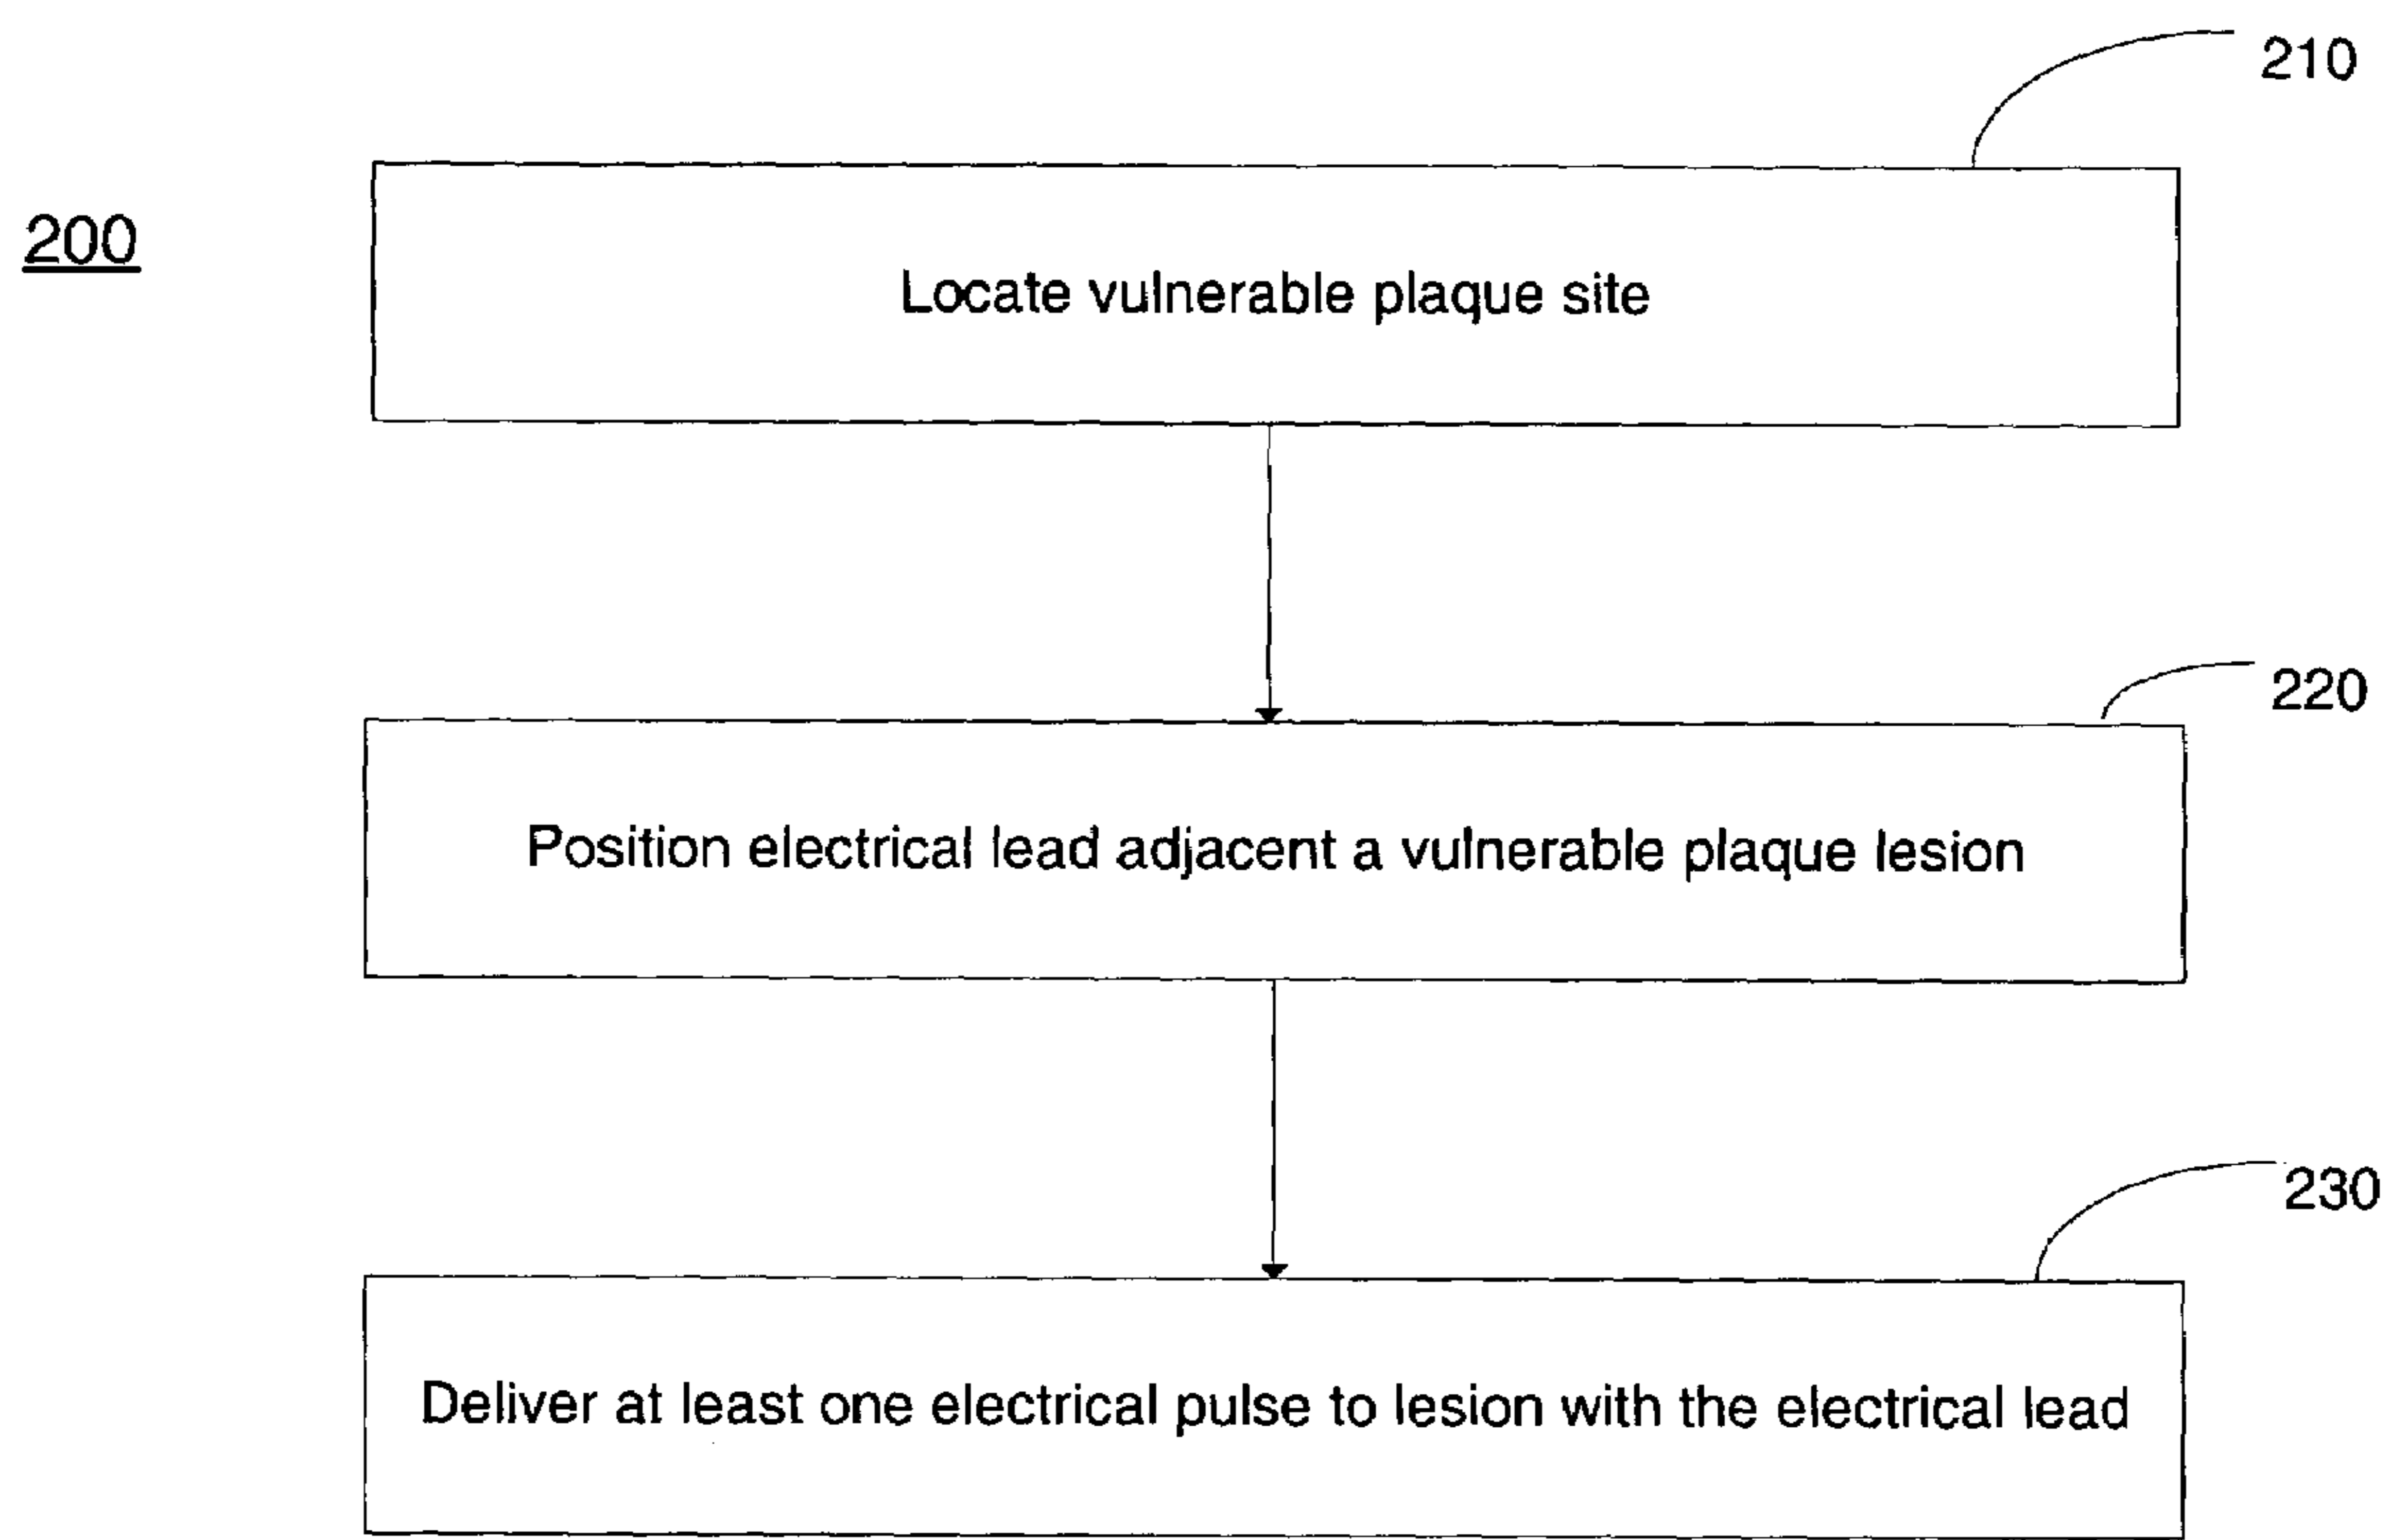 210
200
Locate vulnerable plaque site
220
Position electrical lead adjacent a vulnerable plaque lesion
230
Deliver at least one electrical pulse to lesion with the electrical lead